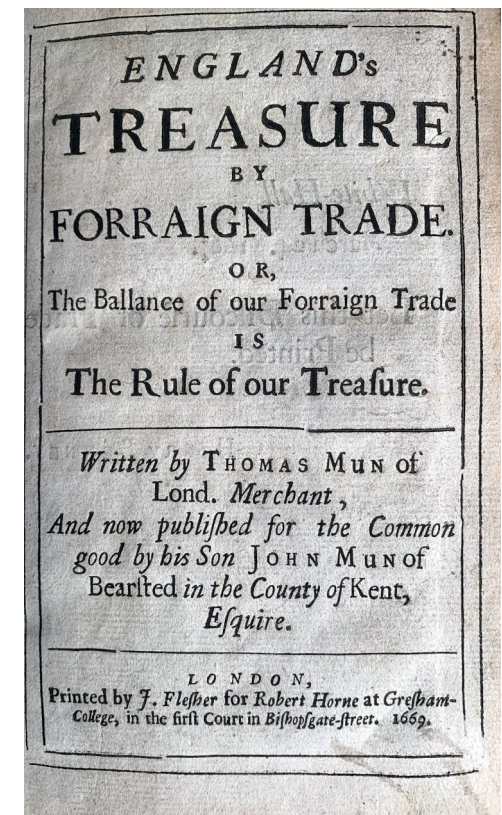 ENGLAND's
TREASURE
BY
FORRAIGN TRADE.
OR,
The Ballance of our Forraign Trade
IS
The Rule of our Treaſure.
Written by THOMAS MUN of
Lond. Merchant,
And now publiſhed for the Common
good by his Son JOHN MUN of
Bearſted in the County of Kent,
Eſquire.
LONDON,
Printed by J. Fleſher for Robert Horne at Greſham-
College, in the firſt Court in Biſhopſgate-ſtreet. 1669.